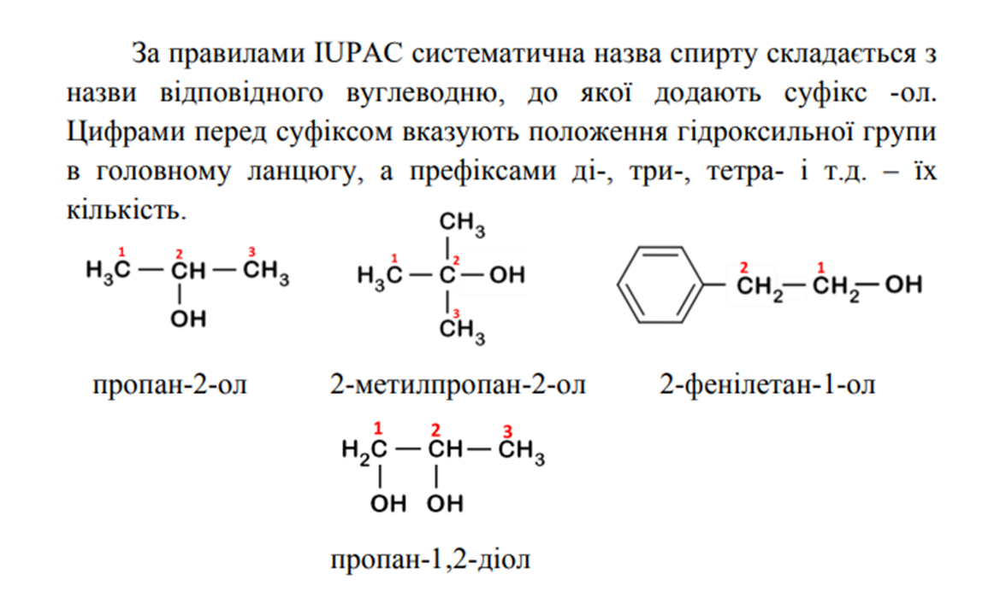 За правилами IUPAC систематична назва спирту складається з
назви відповідного вуглеводню, до якої додають суфікс -ол.
Цифрами перед суфіксом вказують положення гідроксильної групи
в головному ланцюгу, а префіксами ді-, три-, тетра- і т.д. – їх
кількість.
CH₃
1 2 3
H₃C — CH — CH₃
OH
1 2
H₃C — C — OH
3
CH₃
2 1
CH₂ — CH₂ — OH
пропан-2-ол 2-метилпропан-2-ол 2-фенілетан-1-ол
1 2 3
H₂C — CH — CH₃
OH OH
пропан-1,2-діол